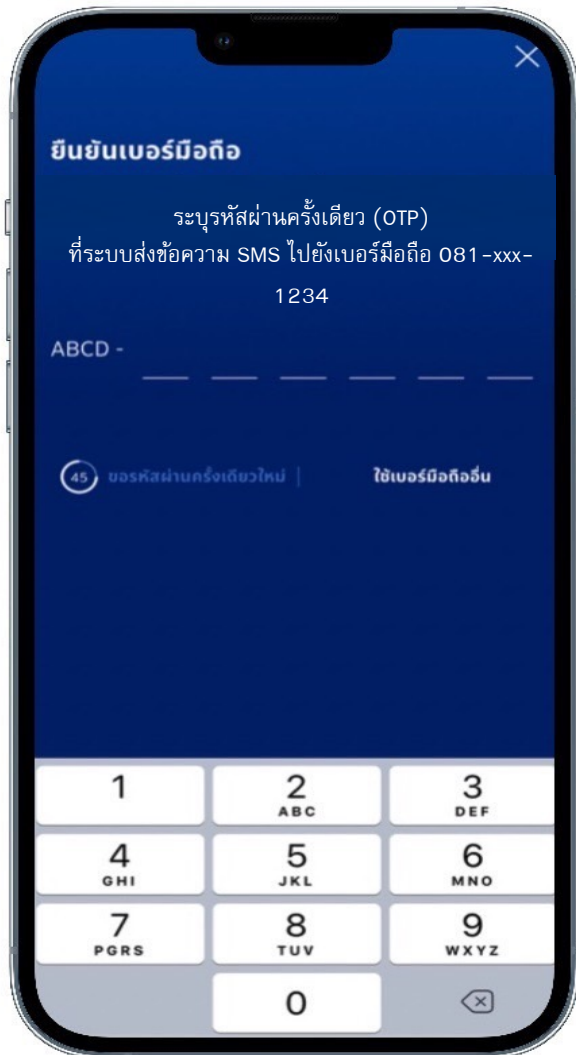 ยืนยันเบอร์มือถือ
ระบุรหัสผ่านครั้งเดียว (OTP)
ที่ระบบส่งข้อความ SMS ไปยังเบอร์มือถือ 081-xxx-
1234
ABCD -
45 ขอรหัสผ่านครั้งเดียวใหม่ | ใช้เบอร์มือถืออื่น
1 2 3
ABC DEF
4 5 6
GHI JKL MNO
7 8 9
PGRS TUV WXYZ
0